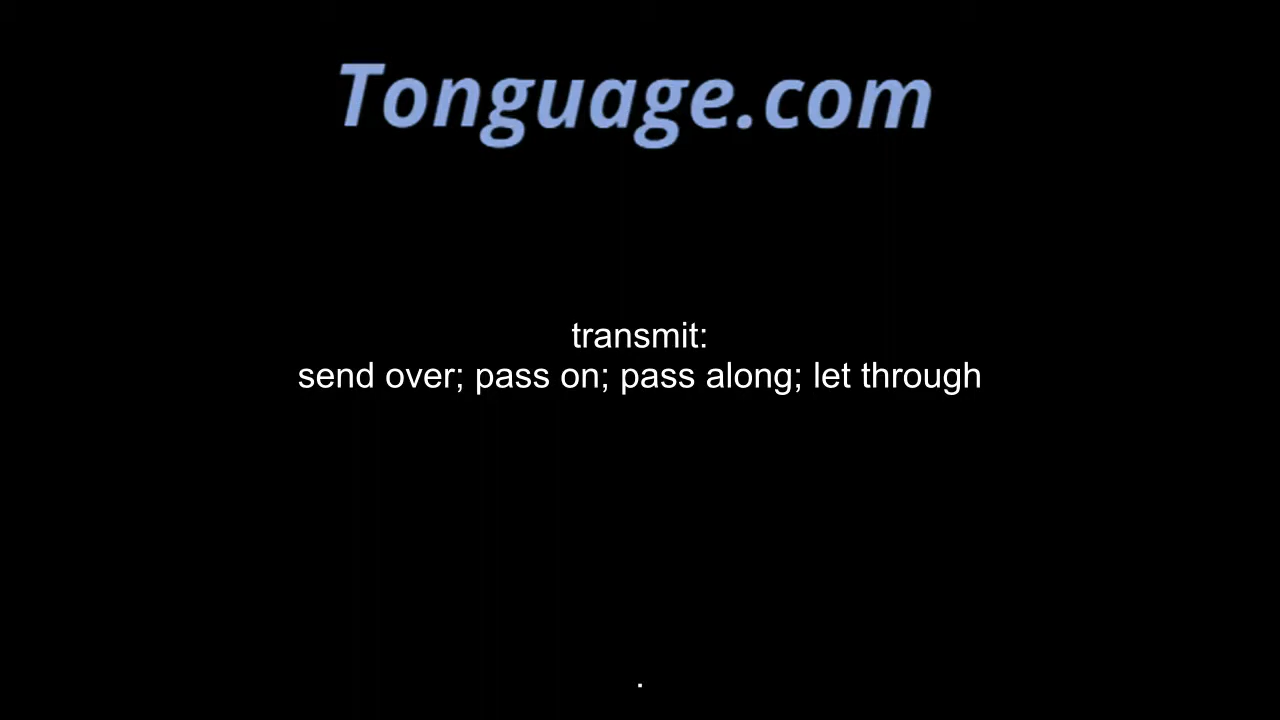 Tonguage.com
transmit:
send over; pass on; pass along; let through
.